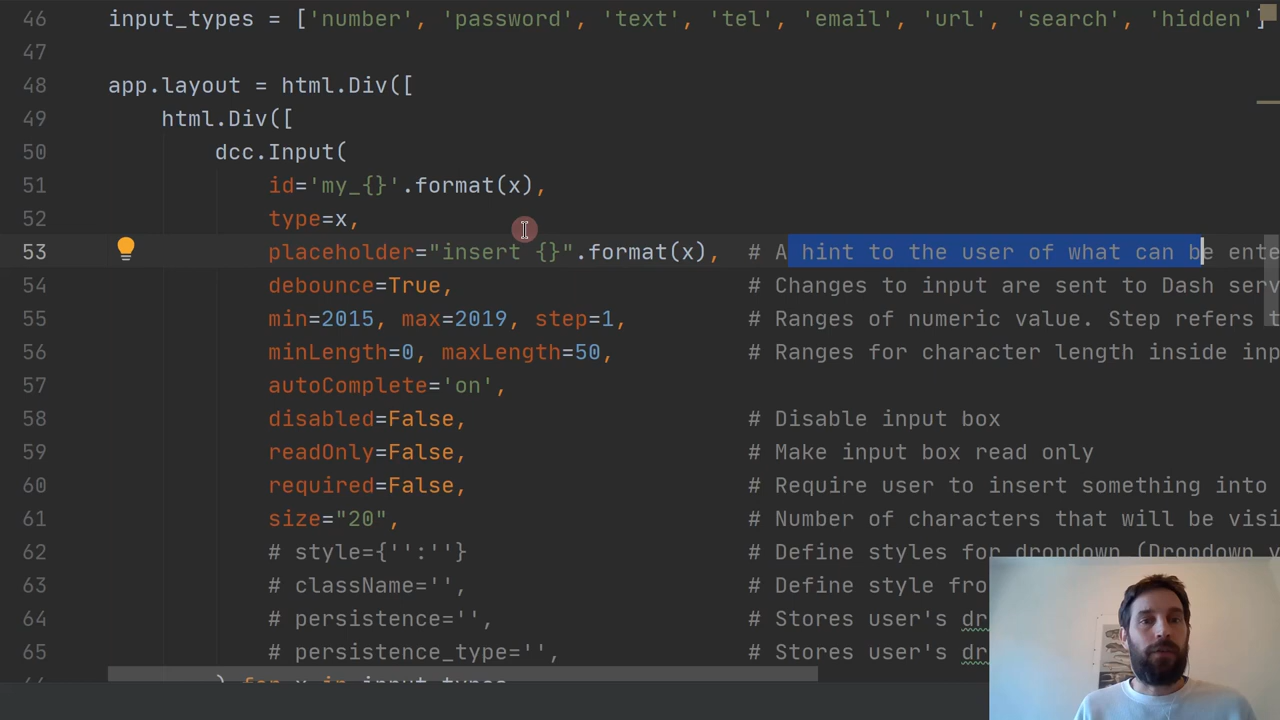 46 input_types = ['number', 'password', 'text', 'tel', 'email', 'url', 'search', 'hidden']
47
48 app.layout = html.Div([
49 html.Div([
50 dcc.Input(
51 id='my_{}'.format(x),
52 type=x,
53 placeholder="insert {}".format(x), # A hint to the user of what can be ente
54 debounce=True, # Changes to input are sent to Dash serv
55 min=2015, max=2019, step=1, # Ranges of numeric value. Step refers t
56 minLength=0, maxLength=50, # Ranges for character length inside inp
57 autoComplete='on',
58 disabled=False, # Disable input box
59 readOnly=False, # Make input box read only
60 required=False, # Require user to insert something into
61 size="20", # Number of characters that will be visi
62 # style={'':''} # Define styles for dropdown (Dropdown v
63 # className='', # Define style fro
64 # persistence='', # Stores user's dr
65 # persistence_type='', # Stores user's dr
) for x in input_types